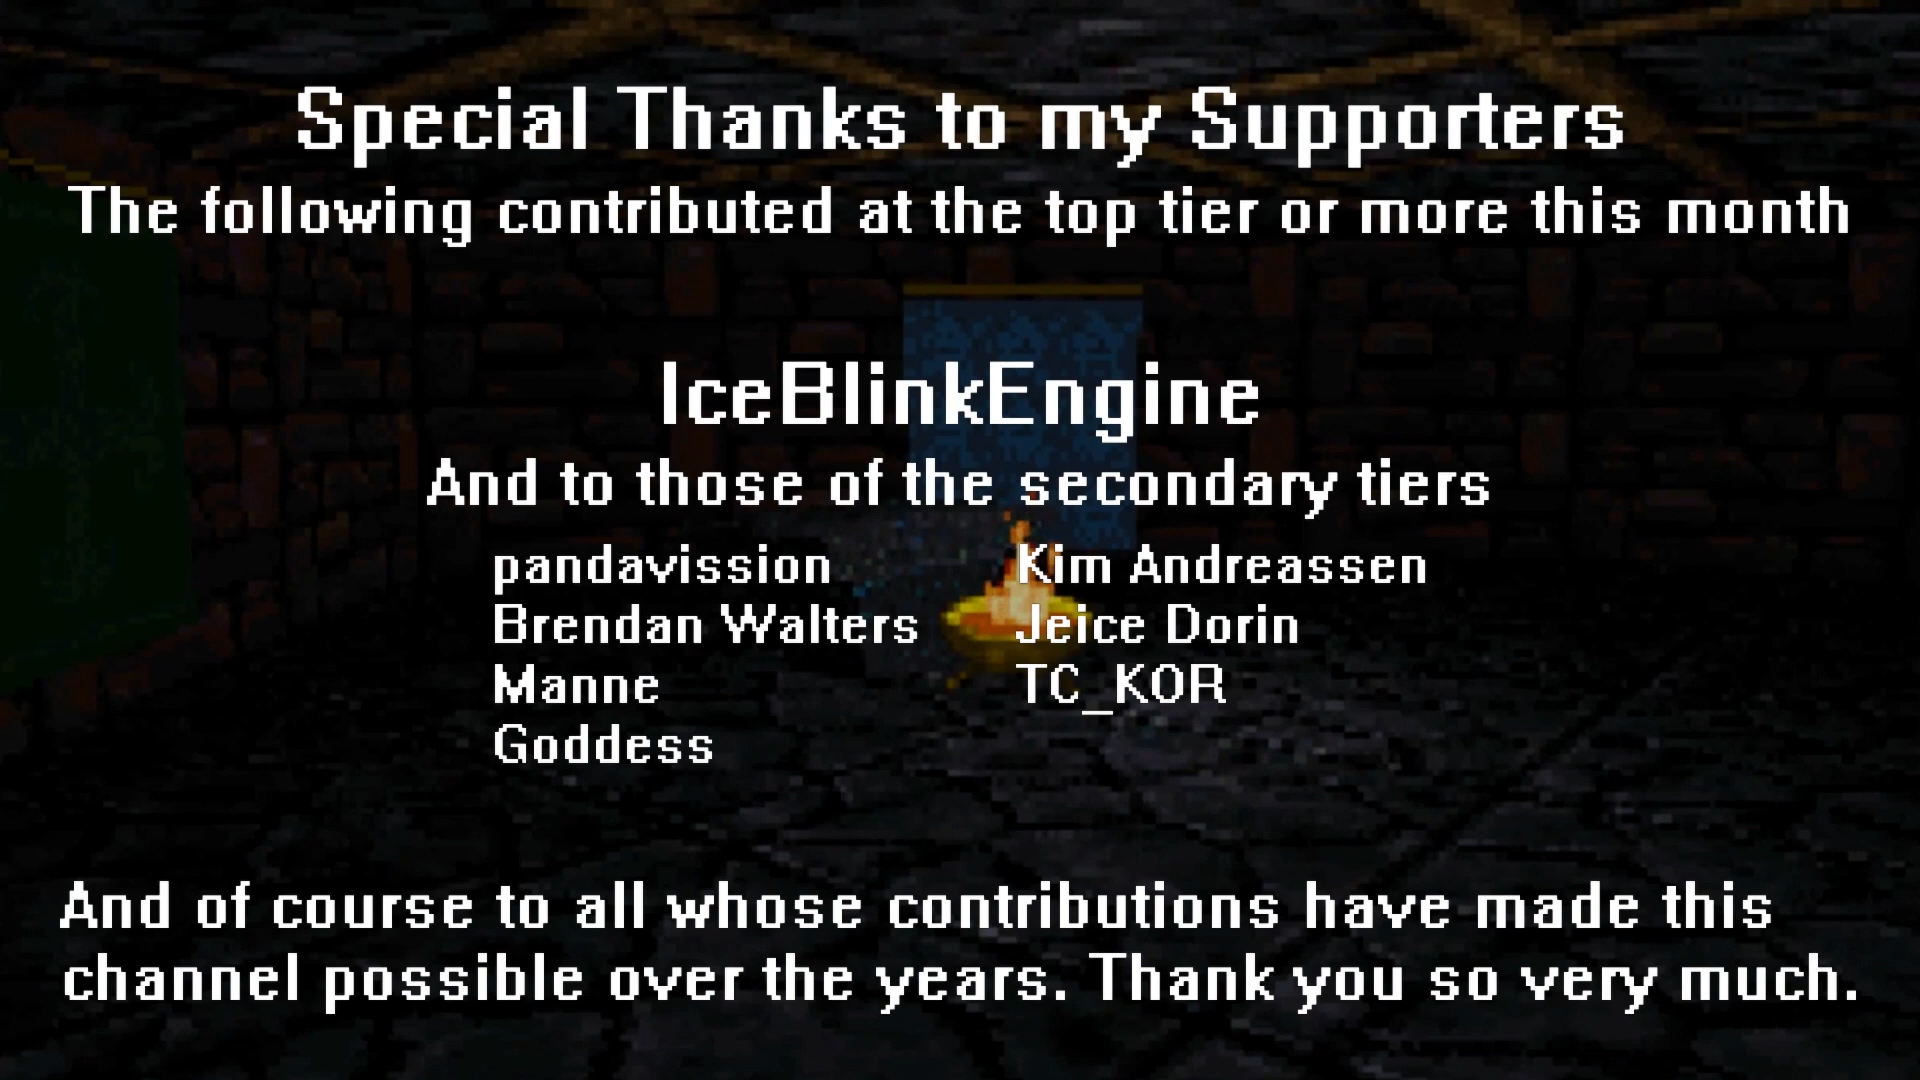 Special Thanks to my Supporters
The following contributed at the top tier or more this month
IceBlinkEngine
And to those of the secondary tiers
pandavission
Brendan Walters
Manne
Goddess
Kim Andreassen
Jeice Dorin
TC_KOR
And of course to all whose contributions have made this
channel possible over the years. Thank you so very much.